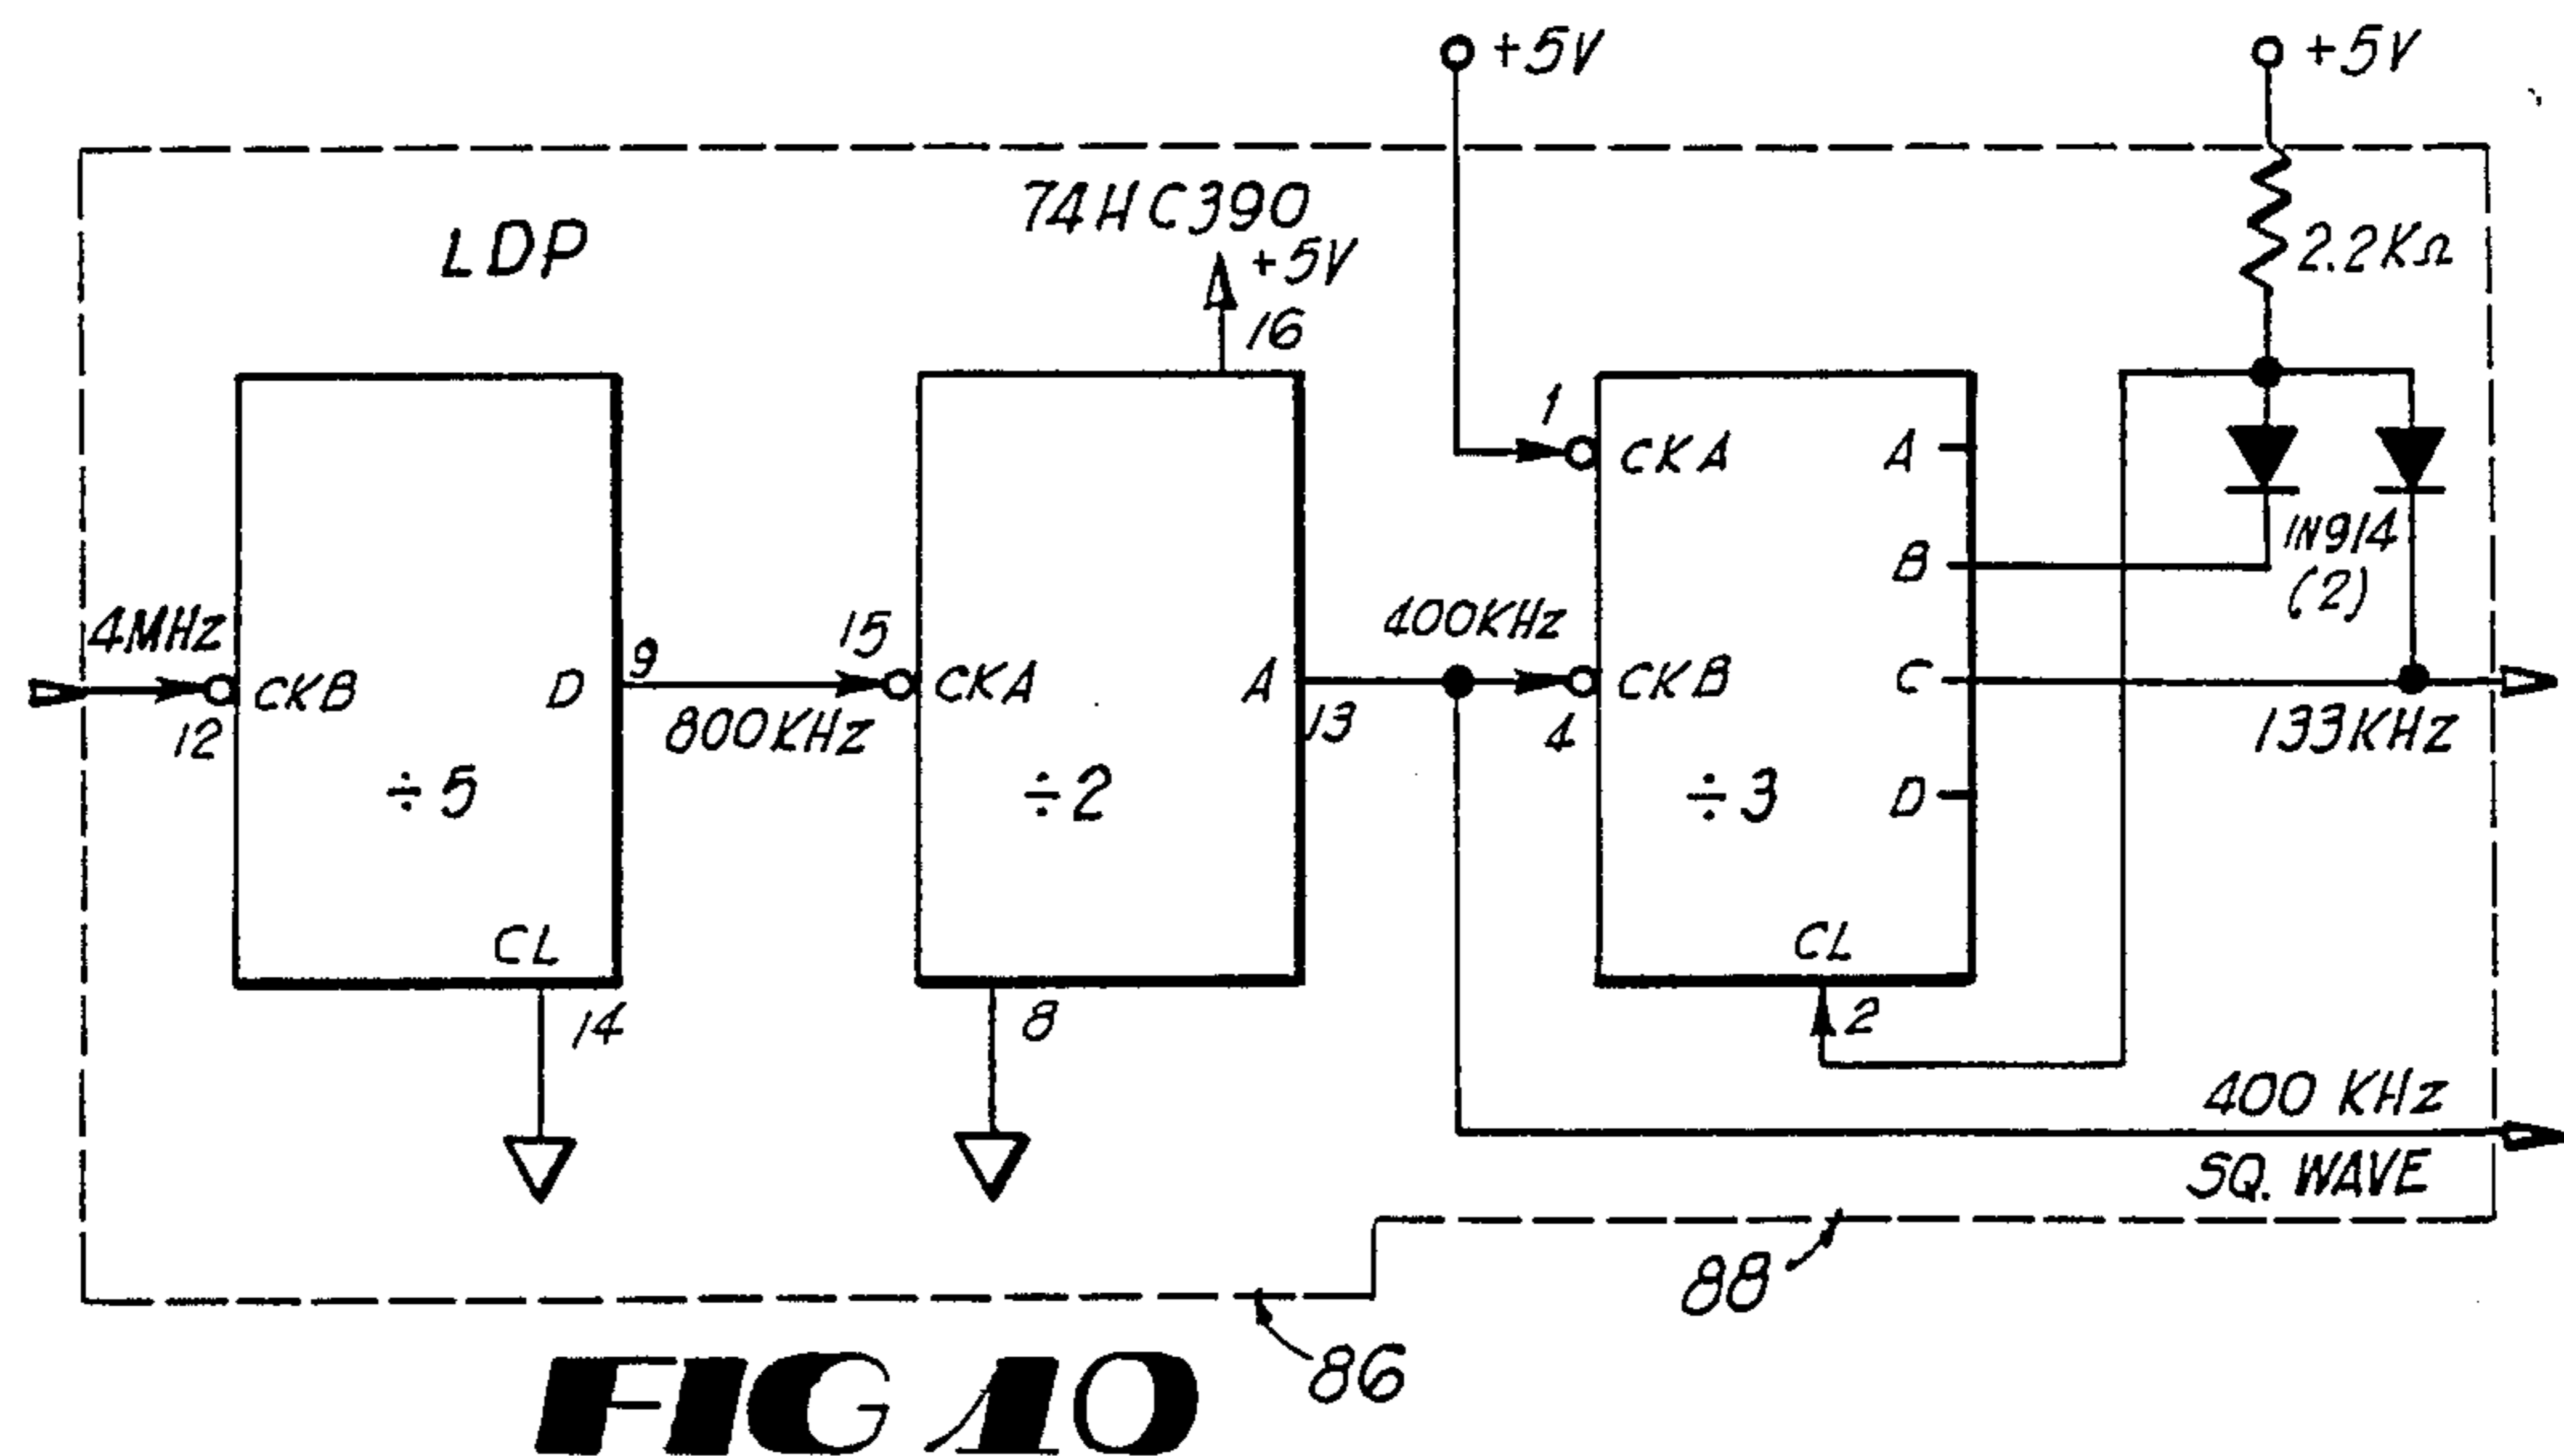 +5V
+5V
LDP
74HC390
+5V
16
2.2KΩ
1
CKA
A
1N914
(2)
B
4MHz
12
CKB
D
9
800KHz
15
CKA
A
13
400KHz
4
CKB
C
133KHz
÷5
÷2
÷3
D
CL
14
8
CL
2
400 KHz
SQ. WAVE
88
86
FIG 10